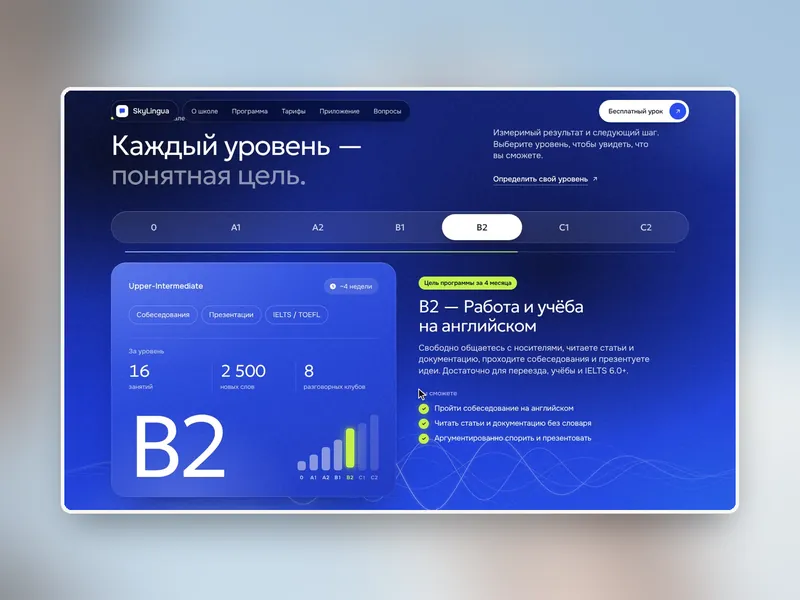 SkyLingua
О школе
Программа
Тарифы
Приложение
Вопросы
Бесплатный урок
Каждый уровень —
понятная цель.
Измеримый результат и следующий шаг.
Выберите уровень, чтобы увидеть, что
вы сможете.
Определить свой уровень
0 A1 A2 B1 B2 C1 C2
Upper-Intermediate
~4 недели
Собеседования
Презентации
IELTS / TOEFL
За уровень
16 2 500 8
занятий новых слов разговорных клубов
B2
0 A1 A2 B1 B2 C1 C2
Цель программы за 4 месяца
B2 — Работа и учёба
на английском
Свободно общаетесь с носителями, читаете статьи и
документацию, проходите собеседования и презентуете
идеи. Достаточно для переезда, учёбы и IELTS 6.0+.
сможете
Пройти собеседование на английском
Читать статьи и документацию без словаря
Аргументированно спорить и презентовать